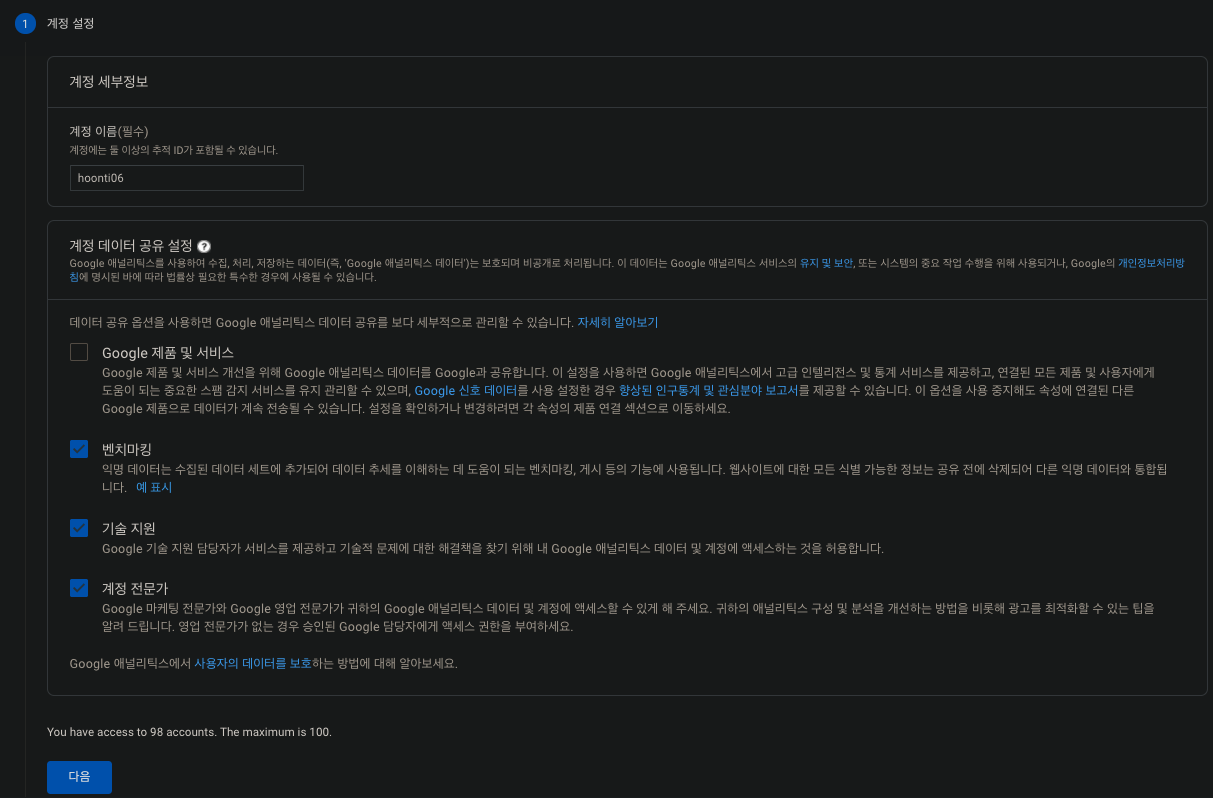 1 계정 설정
계정 세부정보
계정 이름(필수)
계정에는 둘 이상의 추적 ID가 포함될 수 있습니다.
hoonti06
계정 데이터 공유 설정 ?
Google 애널리틱스를 사용하여 수집, 처리, 저장하는 데이터(즉, 'Google 애널리틱스 데이터')는 보호되며 비공개로 처리됩니다. 이 데이터는 Google 애널리틱스 서비스의 유지 및 보안, 또는 시스템의 중요 작업 수행을 위해 사용되거나, Google의 개인정보처리방
침에 명시된 바에 따라 법률상 필요한 특수한 경우에 사용될 수 있습니다.
데이터 공유 옵션을 사용하면 Google 애널리틱스 데이터 공유를 보다 세부적으로 관리할 수 있습니다. 자세히 알아보기
Google 제품 및 서비스
Google 제품 및 서비스 개선을 위해 Google 애널리틱스 데이터를 Google과 공유합니다. 이 설정을 사용하면 Google 애널리틱스에서 고급 인텔리전스 및 통계 서비스를 제공하고, 연결된 모든 제품 및 사용자에게
도움이 되는 중요한 스팸 감지 서비스를 유지 관리할 수 있으며, Google 신호 데이터를 사용 설정한 경우 향상된 인구통계 및 관심분야 보고서를 제공할 수 있습니다. 이 옵션을 사용 중지해도 속성에 연결된 다른
Google 제품으로 데이터가 계속 전송될 수 있습니다. 설정을 확인하거나 변경하려면 각 속성의 제품 연결 섹션으로 이동하세요.
벤치마킹
익명 데이터는 수집된 데이터 세트에 추가되어 데이터 추세를 이해하는 데 도움이 되는 벤치마킹, 게시 등의 기능에 사용됩니다. 웹사이트에 대한 모든 식별 가능한 정보는 공유 전에 삭제되어 다른 익명 데이터와 통합됩
니다. 예 표시
기술 지원
Google 기술 지원 담당자가 서비스를 제공하고 기술적 문제에 대한 해결책을 찾기 위해 내 Google 애널리틱스 데이터 및 계정에 액세스하는 것을 허용합니다.
계정 전문가
Google 마케팅 전문가와 Google 영업 전문가가 귀하의 Google 애널리틱스 데이터 및 계정에 액세스할 수 있게 해 주세요. 귀하의 애널리틱스 구성 및 분석을 개선하는 방법을 비롯해 광고를 최적화할 수 있는 팁을
알려 드립니다. 영업 전문가가 없는 경우 승인된 Google 담당자에게 액세스 권한을 부여하세요.
Google 애널리틱스에서 사용자의 데이터를 보호하는 방법에 대해 알아보세요.
You have access to 98 accounts. The maximum is 100.
다음